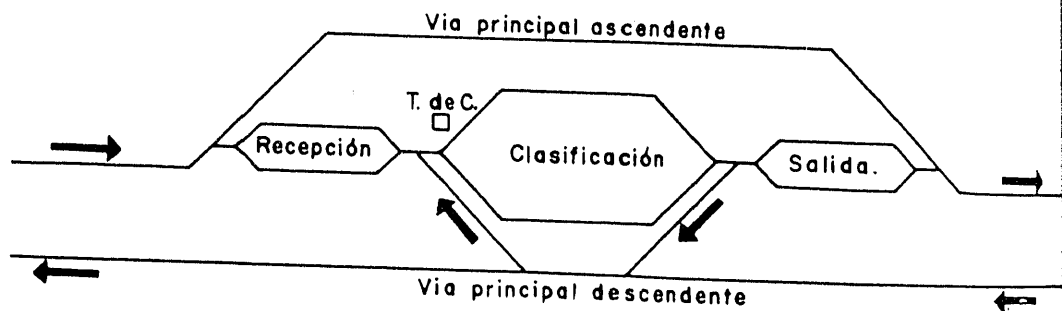 Via principal ascendente
T. de C.
Recepción
Clasificación
Salida.
Via principal descendente